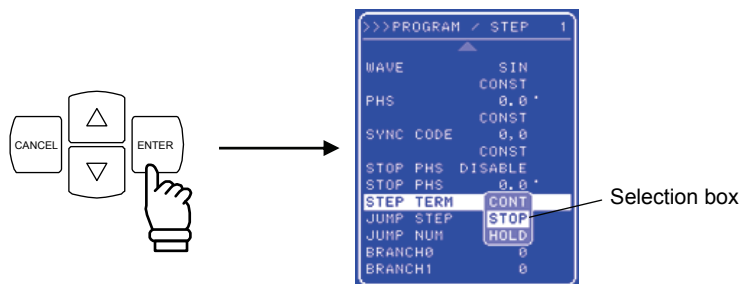 CANCEL
ENTER
>>>PROGRAM / STEP 1
WAVE SIN
CONST
PHS 0.0°
CONST
SYNC CODE 0,0
CONST
STOP PHS DISABLE
STOP PHS 0.0°
STEP TERM CONT
JUMP STEP STOP
JUMP NUM HOLD
BRANCH0 0
BRANCH1 0
Selection box